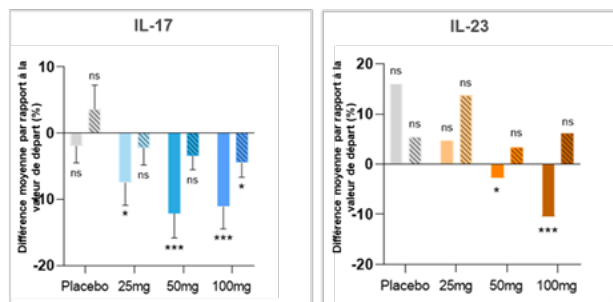 IL-17
Différence moyenne par rapport à la
valeur de départ (%)
10
0
-10
-20
ns
ns
*
ns
***
ns
***
*
Placebo 25mg 50mg 100mg
IL-23
Différence moyenne par rapport à la
valeur de départ (%)
20
10
0
-10
-20
ns
ns
ns
ns
*
ns
***
ns
Placebo 25mg 50mg 100mg